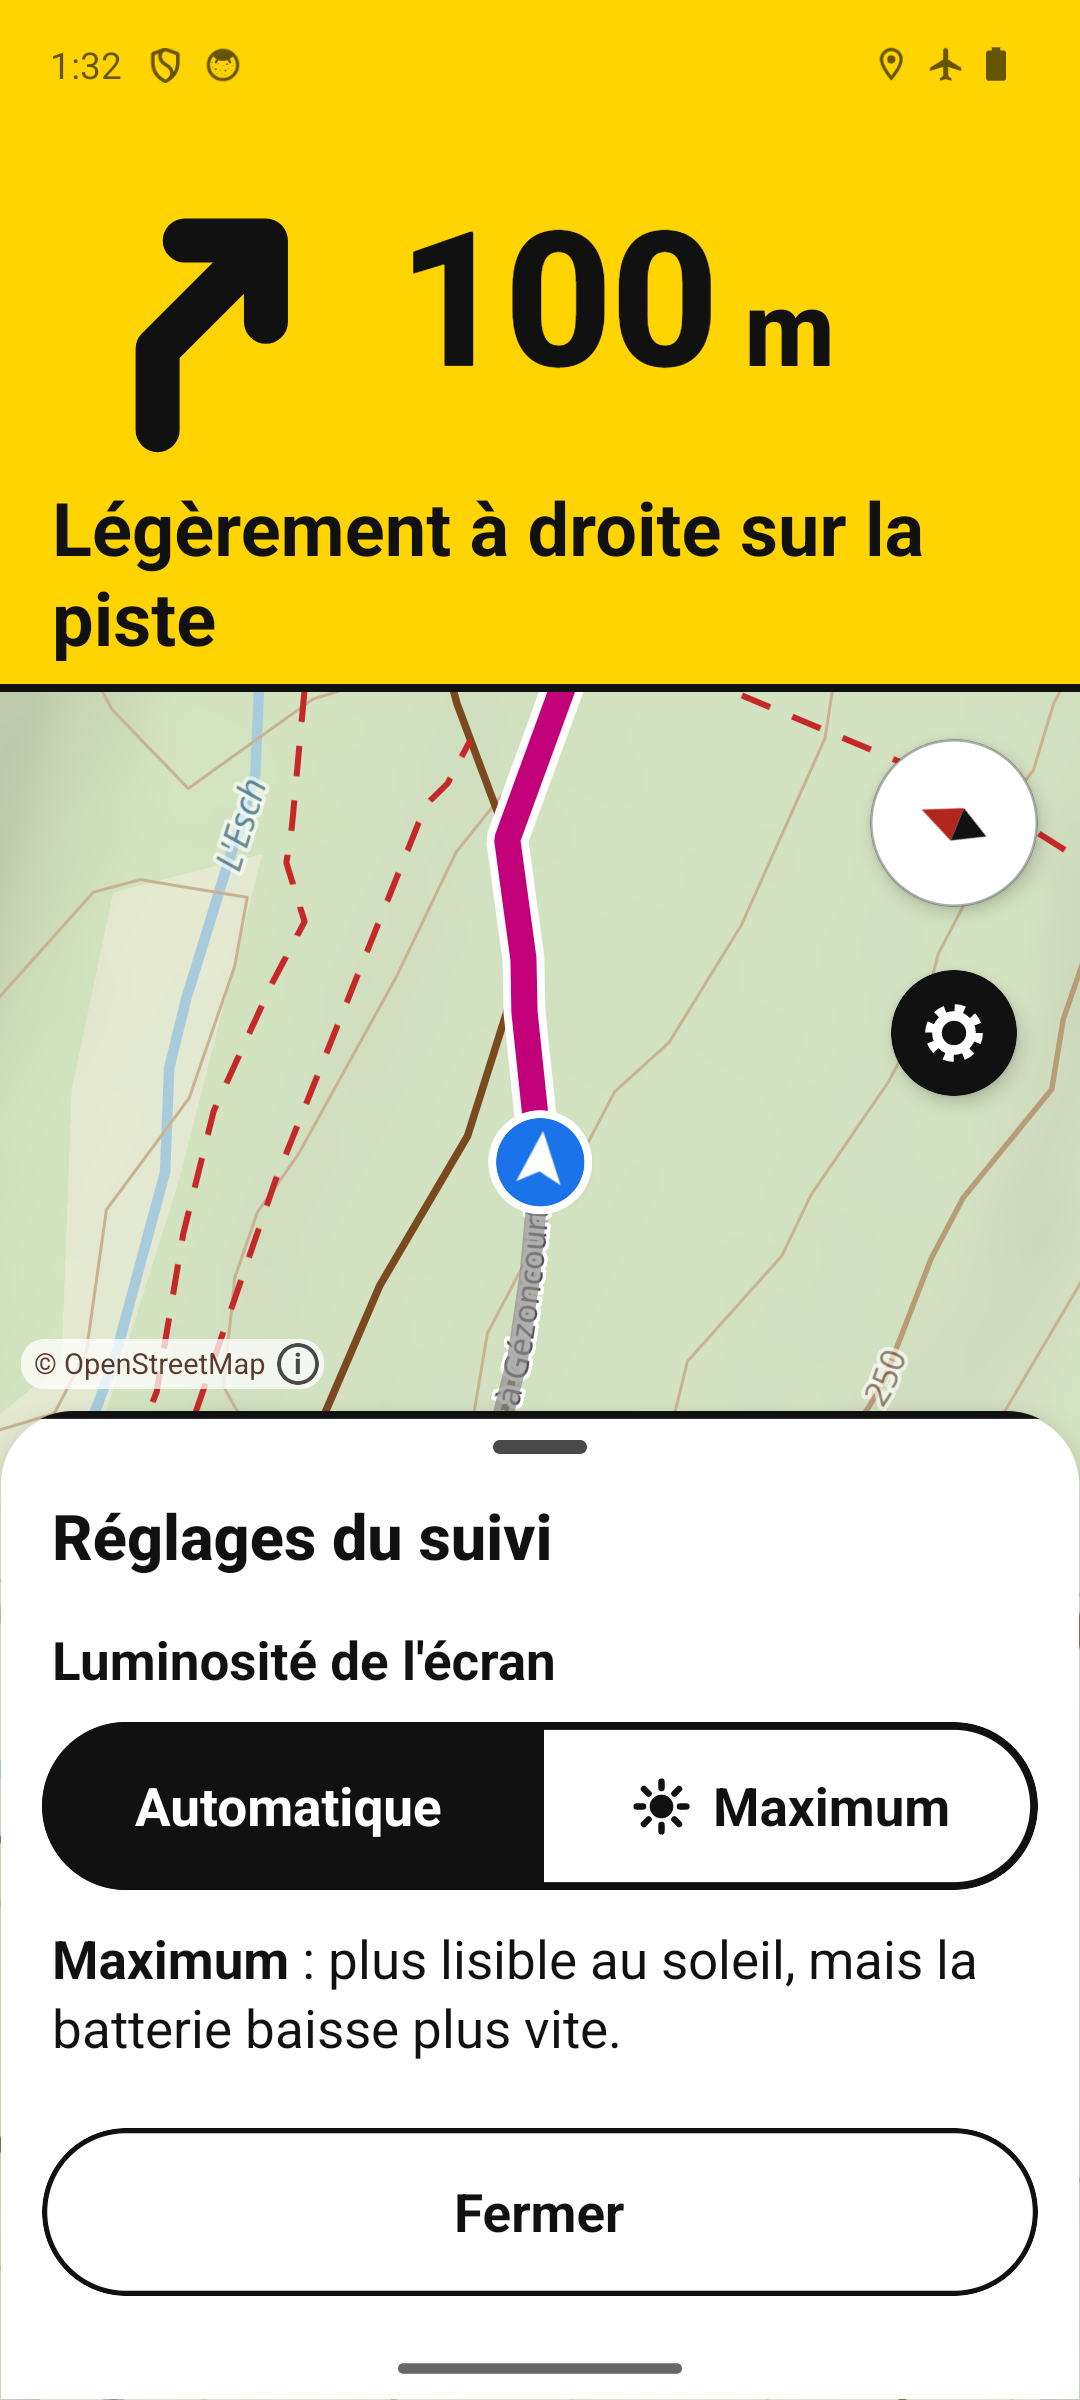 1:32
100 m
Légèrement à droite sur la
piste
L'Esch
à Gézoncourt
250
© OpenStreetMap
Réglages du suivi
Luminosité de l'écran
Automatique
Maximum
Maximum : plus lisible au soleil, mais la
batterie baisse plus vite.
Fermer